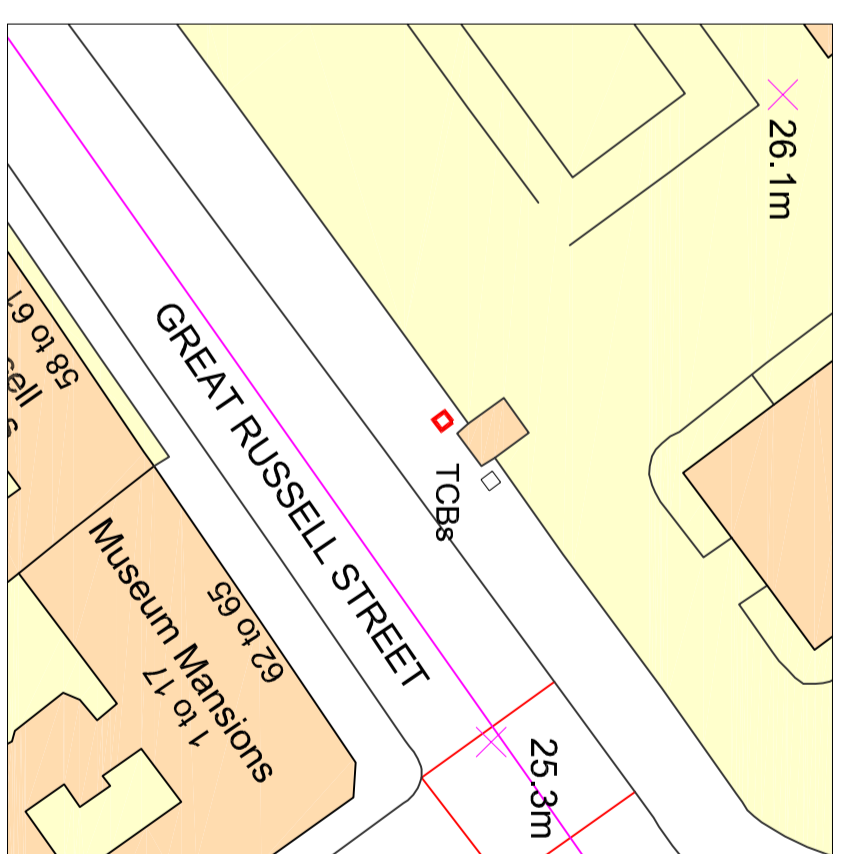 26.1m
58 to 61
GREAT RUSSELL STREET
TCBs
62 to 65
Museum Mansions
1 to 17
25.3m